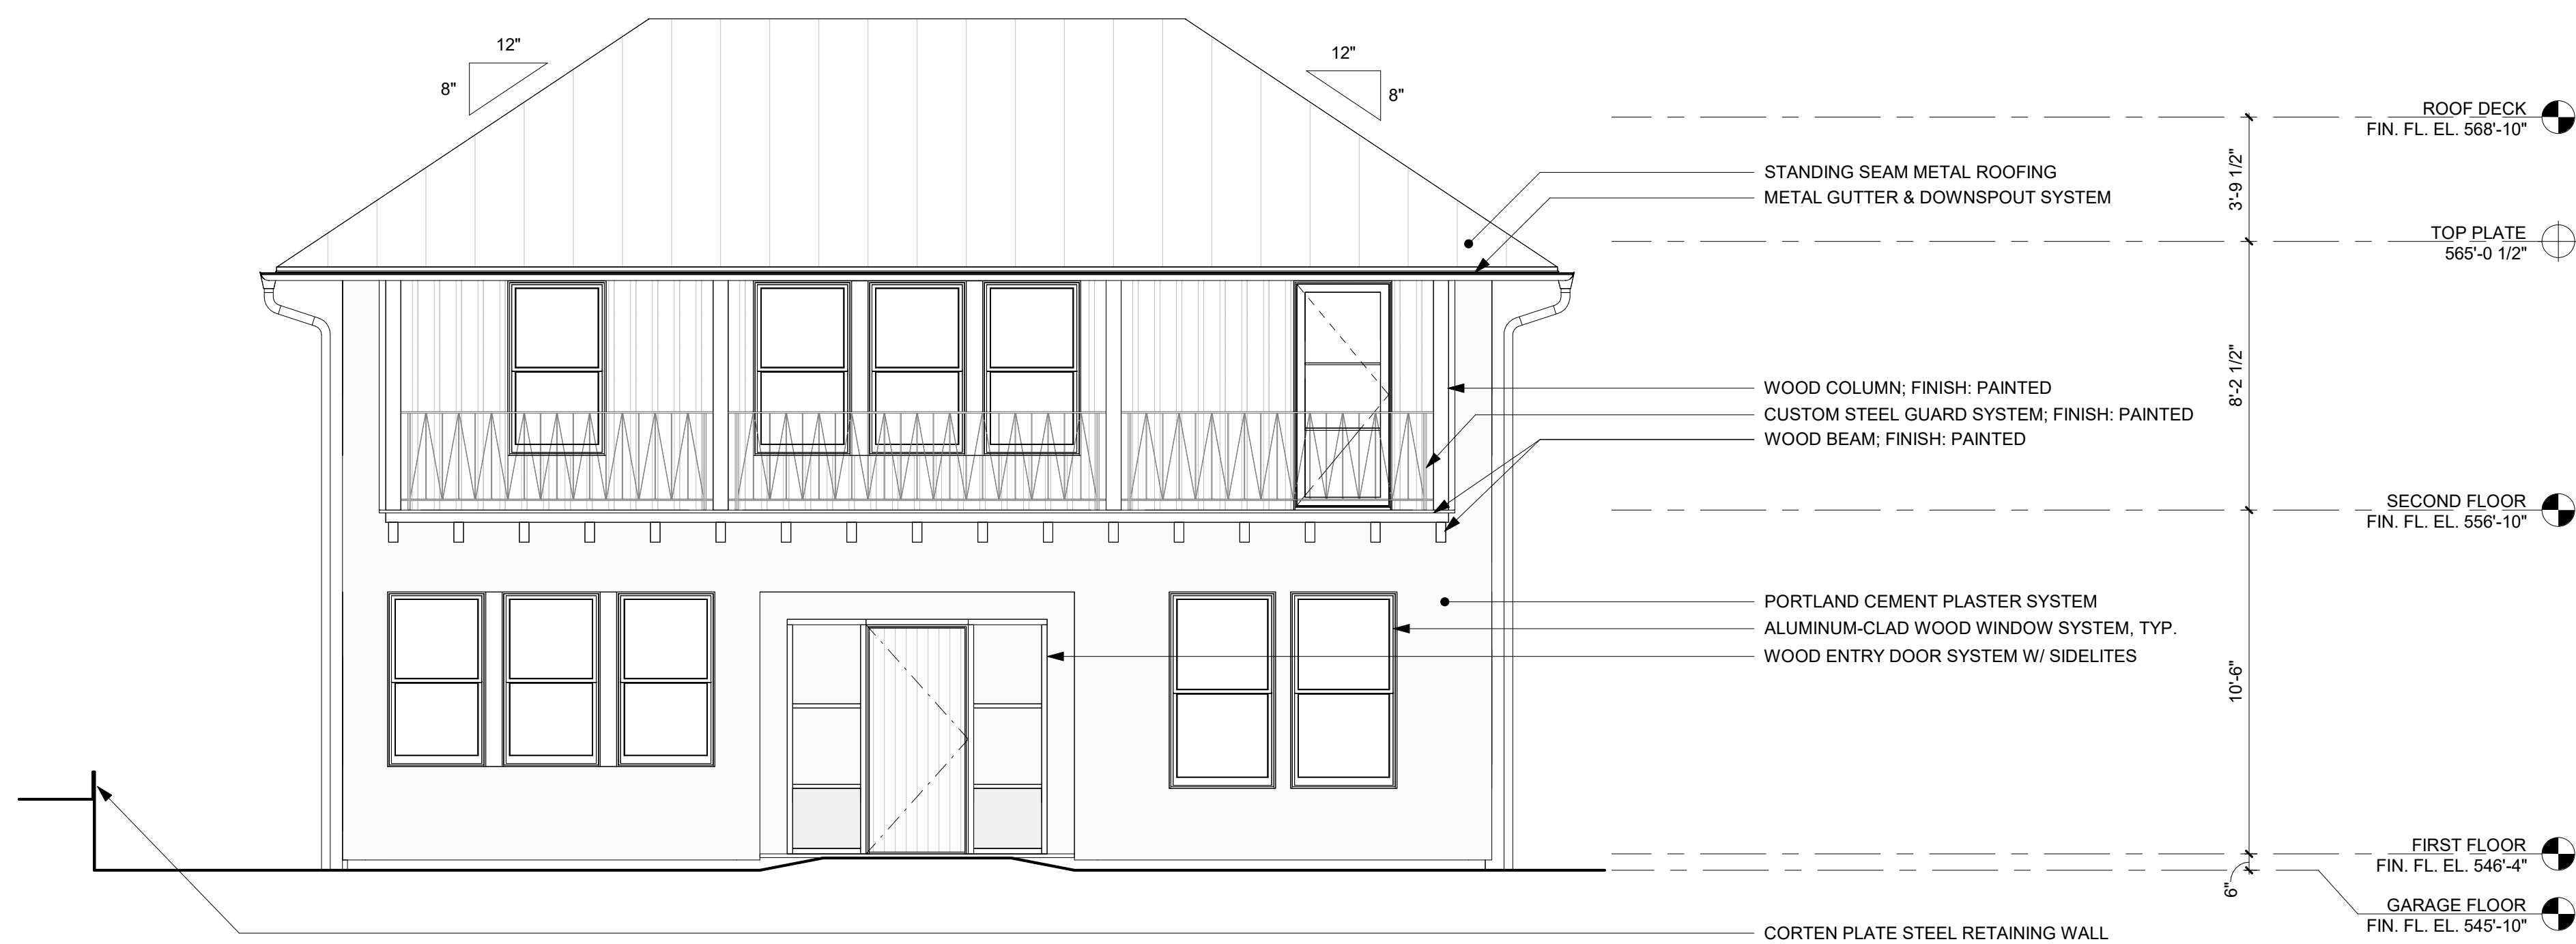 12"
8"
12"
8"
ROOF DECK
FIN. FL. EL. 568'-10"
3'-9 1/2"
STANDING SEAM METAL ROOFING
METAL GUTTER & DOWNSPOUT SYSTEM
TOP PLATE
565'-0 1/2"
8'-2 1/2"
WOOD COLUMN; FINISH: PAINTED
CUSTOM STEEL GUARD SYSTEM; FINISH: PAINTED
WOOD BEAM; FINISH: PAINTED
SECOND FLOOR
FIN. FL. EL. 556'-10"
PORTLAND CEMENT PLASTER SYSTEM
ALUMINUM-CLAD WOOD WINDOW SYSTEM, TYP.
WOOD ENTRY DOOR SYSTEM W/ SIDELITES
10'-6"
FIRST FLOOR
FIN. FL. EL. 546'-4"
6"
GARAGE FLOOR
FIN. FL. EL. 545'-10"
CORTEN PLATE STEEL RETAINING WALL